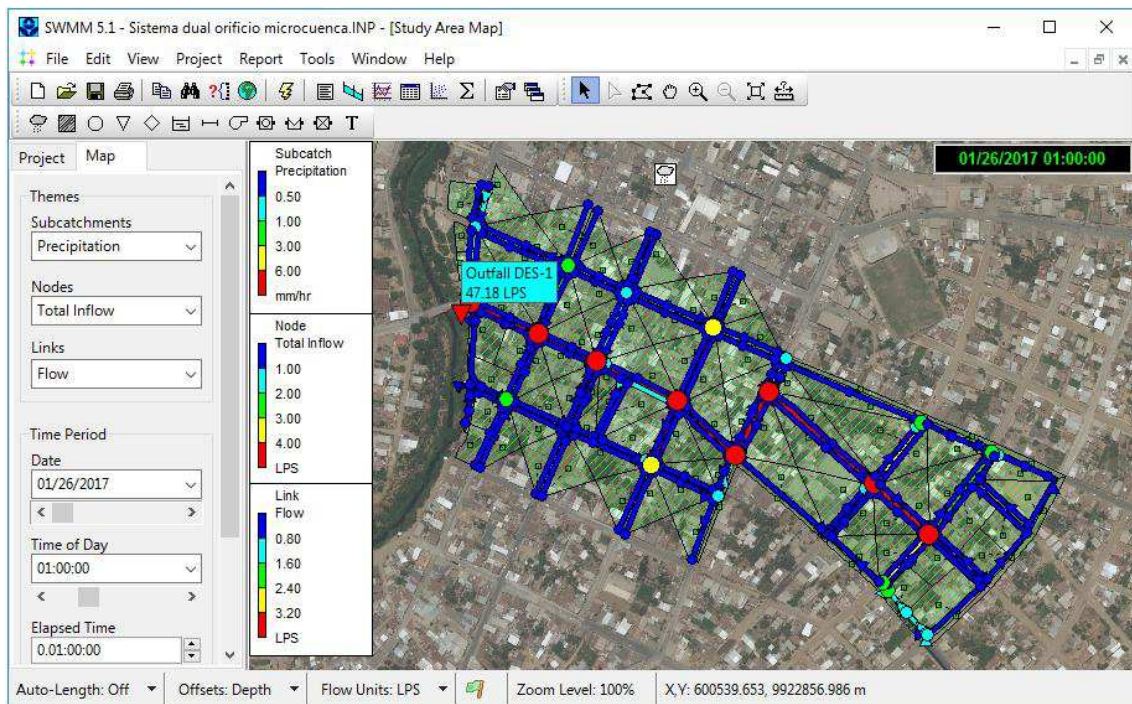 SWMM 5.1 - Sistema dual orificio microcuenca.INP - [Study Area Map]
File Edit View Project Report Tools Window Help
Project Map
Themes
Subcatchments
Precipitation
Nodes
Total Inflow
Links
Flow
Time Period
Date
01/26/2017
Time of Day
01:00:00
Elapsed Time
0.01:00:00
Subcatch
Precipitation
0.50
1.00
3.00
6.00
mm/hr
Node
Total Inflow
1.00
2.00
3.00
4.00
LPS
Link
Flow
0.80
1.60
2.40
3.20
LPS
01/26/2017 01:00:00
Outfall DES-1
47.18 LPS
Auto-Length: Off Offsets: Depth Flow Units: LPS Zoom Level: 100% X,Y: 600539.653, 9922856.986 m